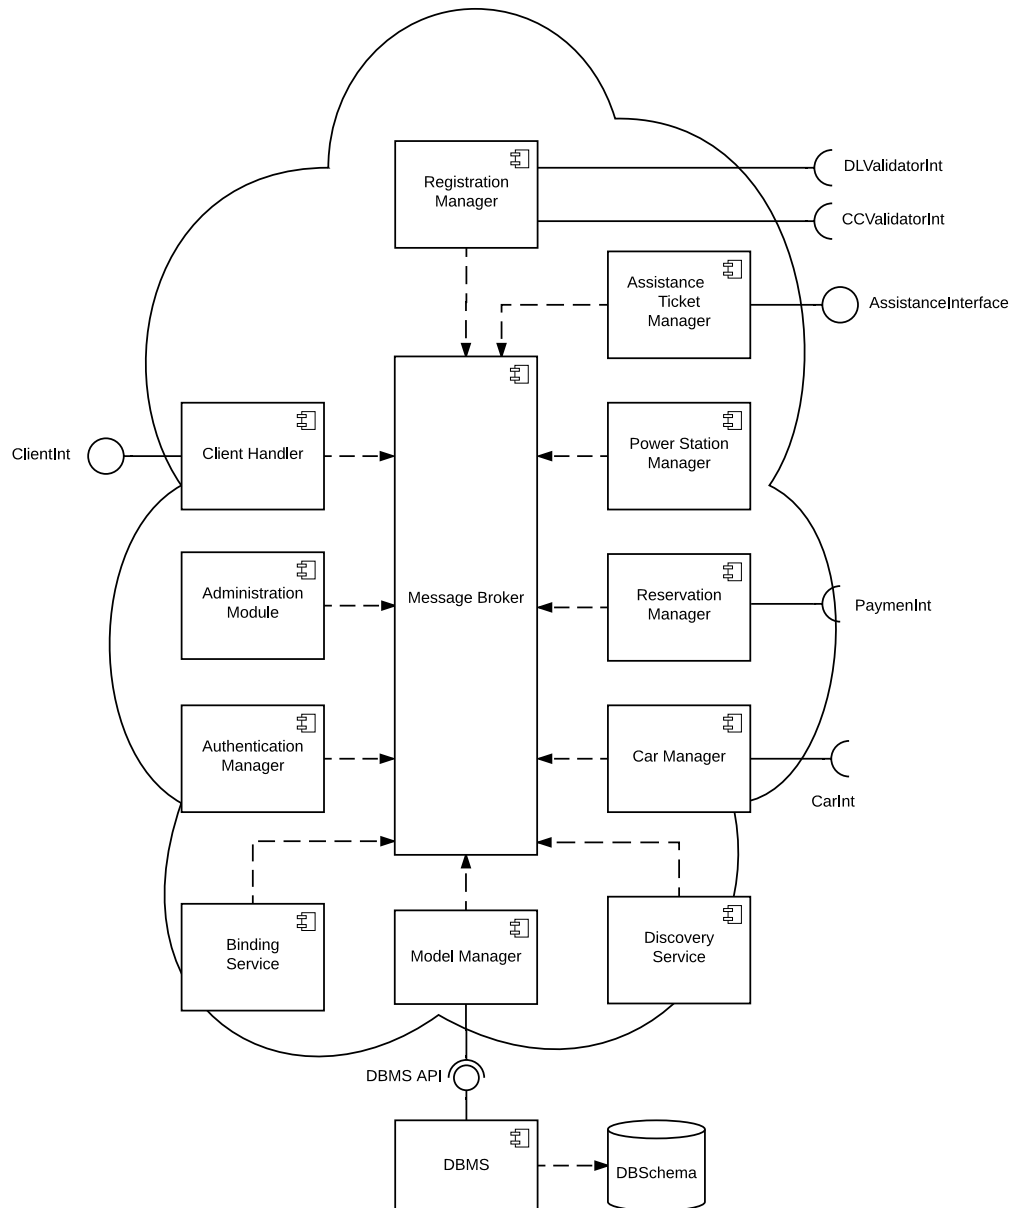 Registration
Manager
DLValidatorInt
CCValidatorInt
Assistance
Ticket
Manager
AssistanceInterface
ClientInt
Client Handler
Power Station
Manager
Administration
Module
Message Broker
Reservation
Manager
PaymenInt
Authentication
Manager
Car Manager
CarInt
Binding
Service
Model Manager
Discovery
Service
DBMS API
DBMS
DBSchema